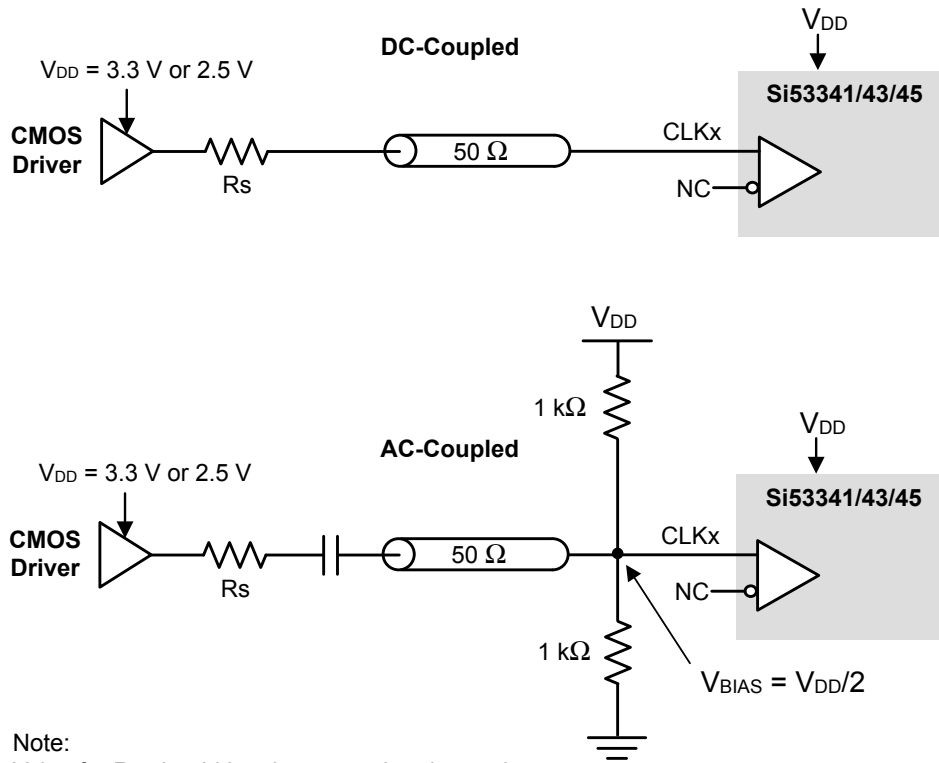 DC-Coupled
VDD
VDD = 3.3 V or 2.5 V
Si53341/43/45
CMOS
Driver
Rs
50 Ω
CLKx
NC
VDD
1 kΩ
AC-Coupled
VDD
VDD = 3.3 V or 2.5 V
Si53341/43/45
CMOS
Driver
Rs
50 Ω
CLKx
NC
1 kΩ
VBIAS = VDD/2
Note: